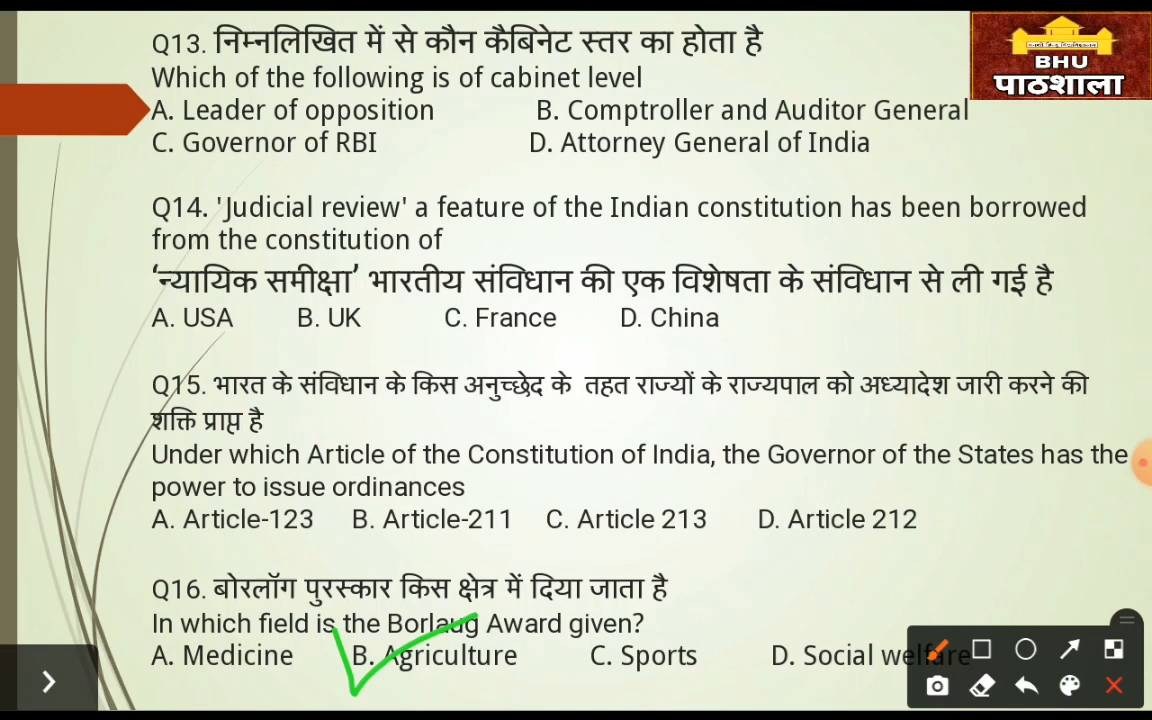 Q13. निम्नलिखित में से कौन कैबिनेट स्तर का होता है
Which of the following is of cabinet level
A. Leader of opposition B. Comptroller and Auditor General
C. Governor of RBI D. Attorney General of India
BHU
पाठशाला
Q14. 'Judicial review' a feature of the Indian constitution has been borrowed
from the constitution of
‘न्यायिक समीक्षा’ भारतीय संविधान की एक विशेषता के संविधान से ली गई है
A. USA B. UK C. France D. China
Q15. भारत के संविधान के किस अनुच्छेद के तहत राज्यों के राज्यपाल को अध्यादेश जारी करने की
शक्ति प्राप्त है
Under which Article of the Constitution of India, the Governor of the States has the
power to issue ordinances
A. Article-123 B. Article-211 C. Article 213 D. Article 212
Q16. बोरलॉग पुरस्कार किस क्षेत्र में दिया जाता है
In which field is the Borlaug Award given?
A. Medicine B. Agriculture C. Sports D. Social welfare